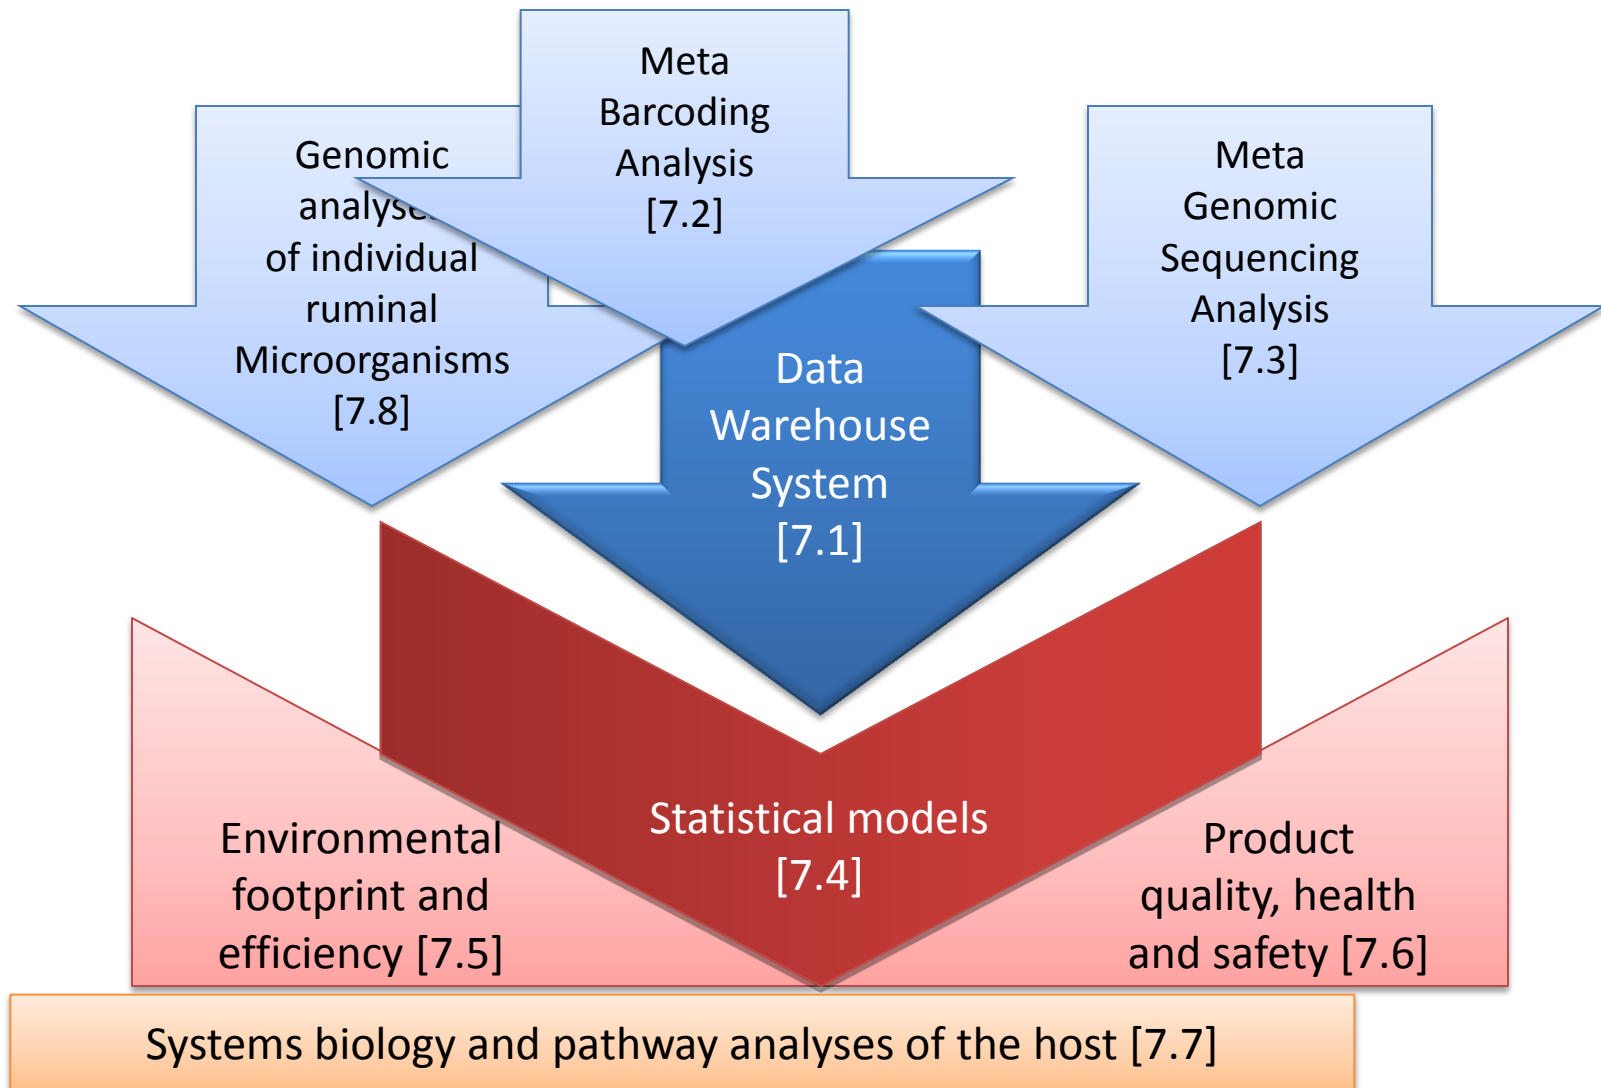 Meta
Barcoding
Analysis
[7.2]
Genomic
analyses
of individual
ruminal
Microorganisms
[7.8]
Meta
Genomic
Sequencing
Analysis
[7.3]
Data
Warehouse
System
[7.1]
Statistical models
[7.4]
Environmental
footprint and
efficiency [7.5]
Product
quality, health
and safety [7.6]
Systems biology and pathway analyses of the host [7.7]